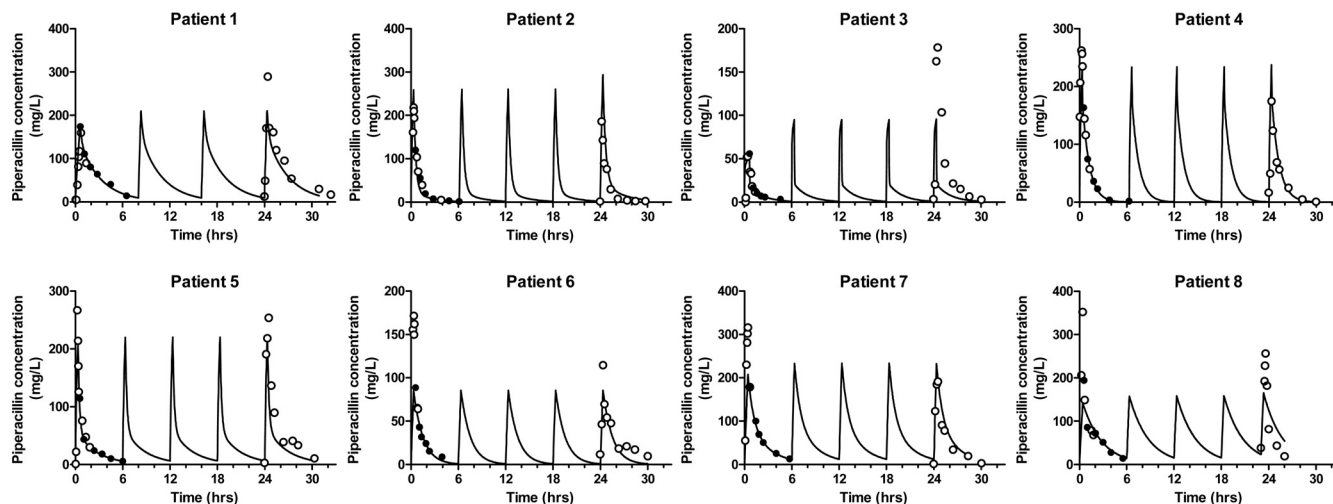 Patient 1
Piperacillin concentration
(mg/L)
400
300
200
100
0
0 6 12 18 24 30
Time (hrs)
Patient 2
Piperacillin concentration
(mg/L)
400
300
200
100
0
0 6 12 18 24 30
Time (hrs)
Patient 3
Piperacillin concentration
(mg/L)
200
150
100
50
0
0 6 12 18 24 30
Time (hrs)
Patient 4
Piperacillin concentration
(mg/L)
300
200
100
0
0 6 12 18 24 30
Time (hrs)
Patient 5
Piperacillin concentration
(mg/L)
300
200
100
0
0 6 12 18 24 30
Time (hrs)
Patient 6
Piperacillin concentration
(mg/L)
200
150
100
50
0
0 6 12 18 24 30
Time (hrs)
Patient 7
Piperacillin concentration
(mg/L)
400
300
200
100
0
0 6 12 18 24 30
Time (hrs)
Patient 8
Piperacillin concentration
(mg/L)
400
300
200
100
0
0 6 12 18 24 30
Time (hrs)